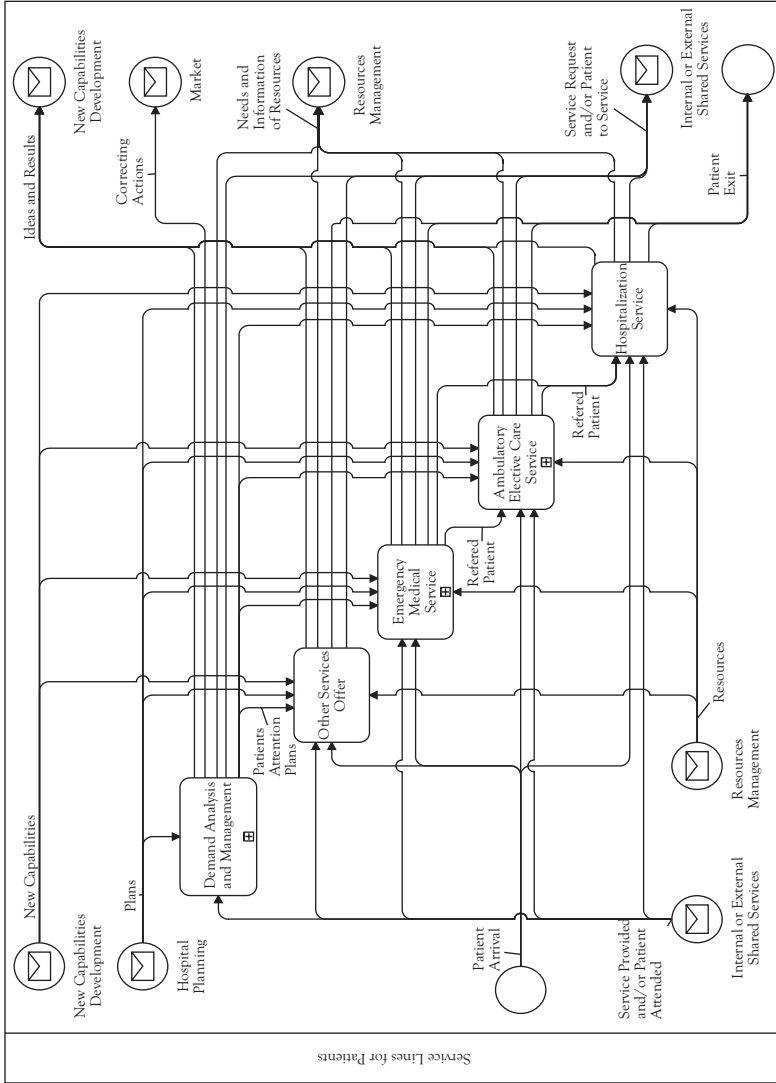 Service Lines for Patients
New Capabilities
Development
New Capabilities
Hospital
Planning
Plans
Patient
Arrival
Service Provided
and/or Patient
Attended
Internal or External
Shared Services
Resources
Management
Resources
Demand Analysis
and Management
Patients
Attention
Plans
Other Services
Offer
Emergency
Medical
Service
Refered
Patient
Ambulatory
Elective Care
Service
Refered
Patient
Hospitalization
Service
Ideas and Results
New Capabilities
Development
Correcting
Actions
Market
Needs and
Information
of Resources
Resources
Management
Service Request
and/or Patient
to Service
Internal or External
Shared Services
Patient
Exit